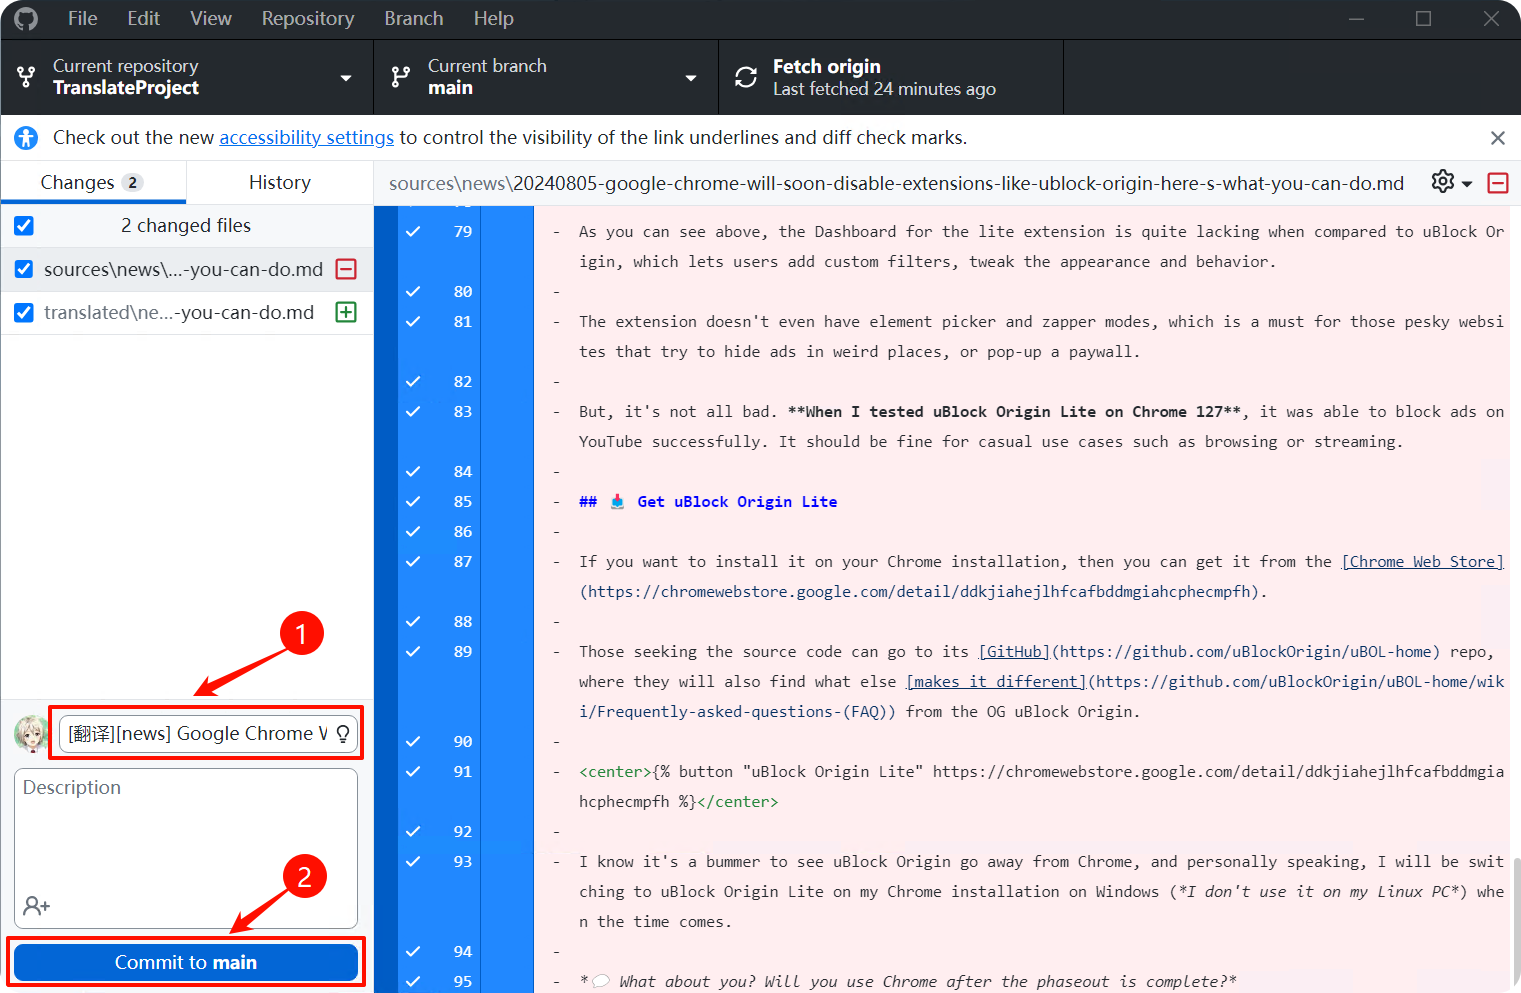 File Edit View Repository Branch Help
Current repository
TranslateProject
Current branch
main
Fetch origin
Last fetched 24 minutes ago
Check out the new accessibility settings to control the visibility of the link underlines and diff check marks.
Changes 2
History
sources\news\20240805-google-chrome-will-soon-disable-extensions-like-ublock-origin-here-s-what-you-can-do.md
2 changed files
sources\news\...-you-can-do.md
translated\ne...-you-can-do.md
1
[翻译][news] Google Chrome W
Description
2
Commit to main
79 - As you can see above, the Dashboard for the lite extension is quite lacking when compared to uBlock Or
igin, which lets users add custom filters, tweak the appearance and behavior.
80 -
81 - The extension doesn't even have element picker and zapper modes, which is a must for those pesky websi
tes that try to hide ads in weird places, or pop-up a paywall.
82 -
83 - But, it's not all bad. **When I tested uBlock Origin Lite on Chrome 127**, it was able to block ads on
YouTube successfully. It should be fine for casual use cases such as browsing or streaming.
84 -
85 - ## 📥 Get uBlock Origin Lite
86 -
87 - If you want to install it on your Chrome installation, then you can get it from the [Chrome Web Store]
(https://chromewebstore.google.com/detail/ddkjiahejlhfcafbddmgiahcphecmpfh).
88 -
89 - Those seeking the source code can go to its [GitHub](https://github.com/uBlockOrigin/uBOL-home) repo,
where they will also find what else [makes it different](https://github.com/uBlockOrigin/uBOL-home/wik
i/Frequently-asked-questions-(FAQ)) from the OG uBlock Origin.
90 -
91 - <center>{% button "uBlock Origin Lite" https://chromewebstore.google.com/detail/ddkjiahejlhfcafbddmgia
hcphecmpfh %}</center>
92 -
93 - I know it's a bummer to see uBlock Origin go away from Chrome, and personally speaking, I will be swit
ching to uBlock Origin Lite on my Chrome installation on Windows (*I don't use it on my Linux PC*) whe
n the time comes.
94 -
95 - *💬 What about you? Will you use Chrome after the phaseout is complete?*